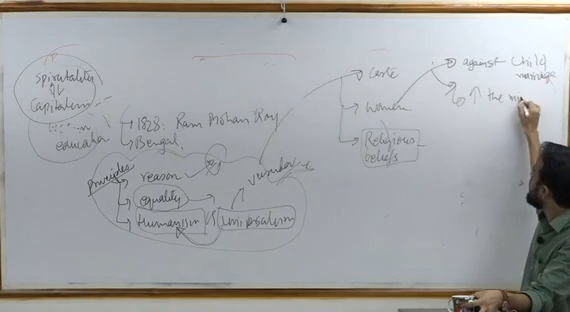 spirituality
of
Capitalism
education
1828: Ram Mohan Roy
Bengal
principles
reason
equality
Humanism vs Universalism
Caste
women
Religious
beliefs
against Child
marriage
↑ the